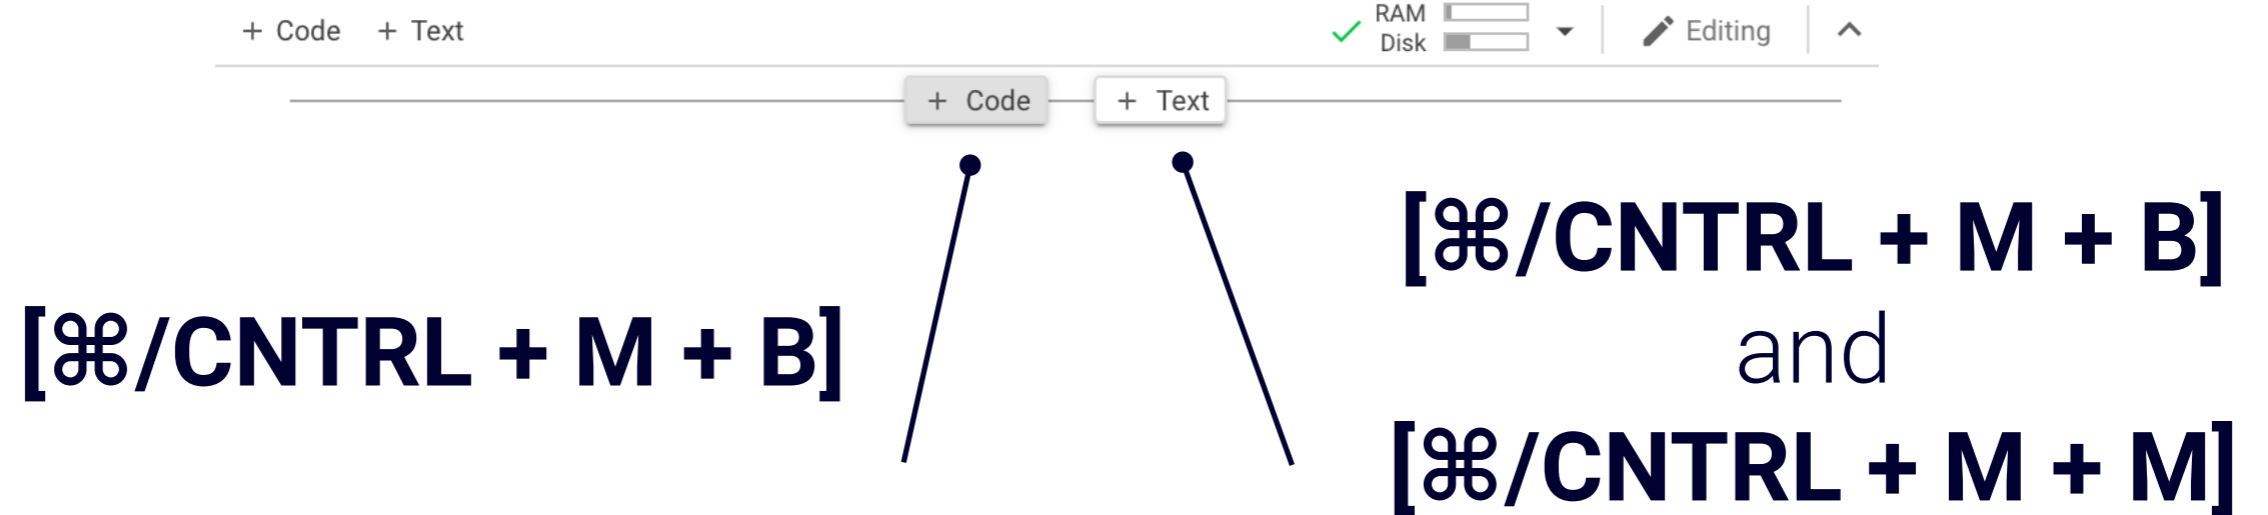 + Code + Text
RAM
Disk
Editing
+ Code
+ Text
[⌘/CNTRL + M + B]
[⌘/CNTRL + M + B]
and
[⌘/CNTRL + M + M]